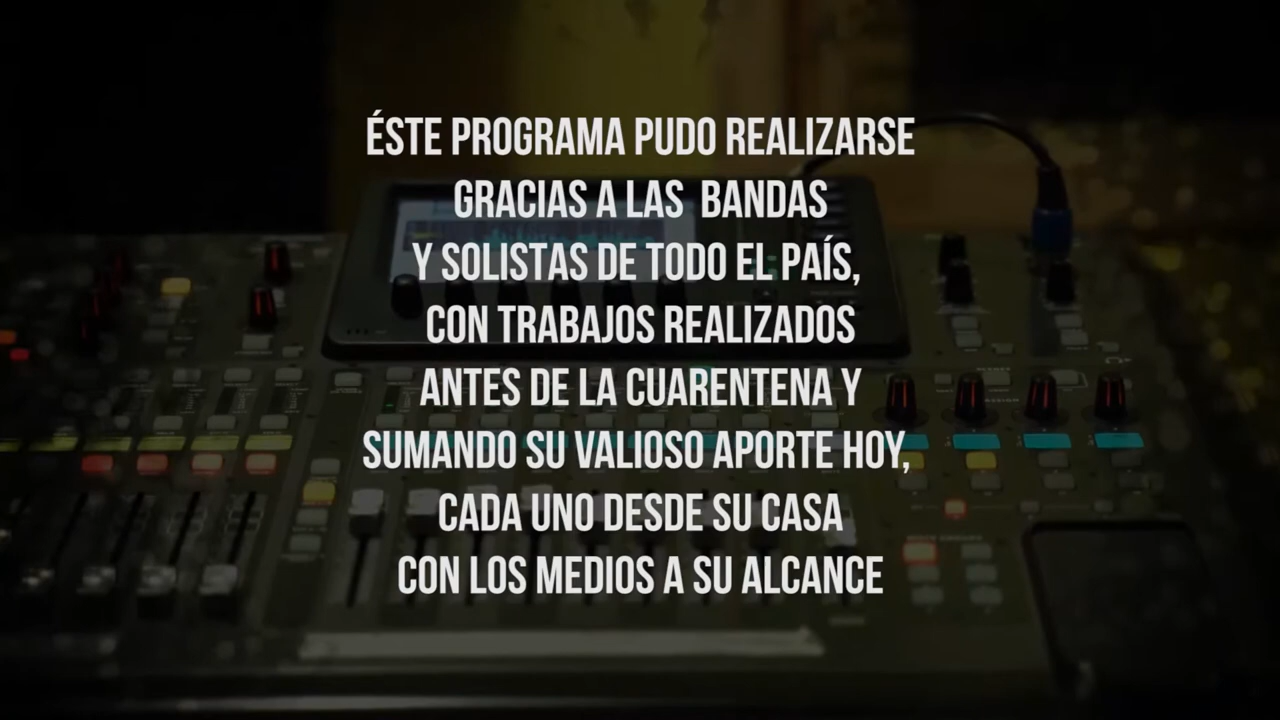 ÉSTE PROGRAMA PUDO REALIZARSE
GRACIAS A LAS BANDAS
Y SOLISTAS DE TODO EL PAÍS,
CON TRABAJOS REALIZADOS
ANTES DE LA CUARENTENA Y
SUMANDO SU VALIOSO APORTE HOY,
CADA UNO DESDE SU CASA
CON LOS MEDIOS A SU ALCANCE